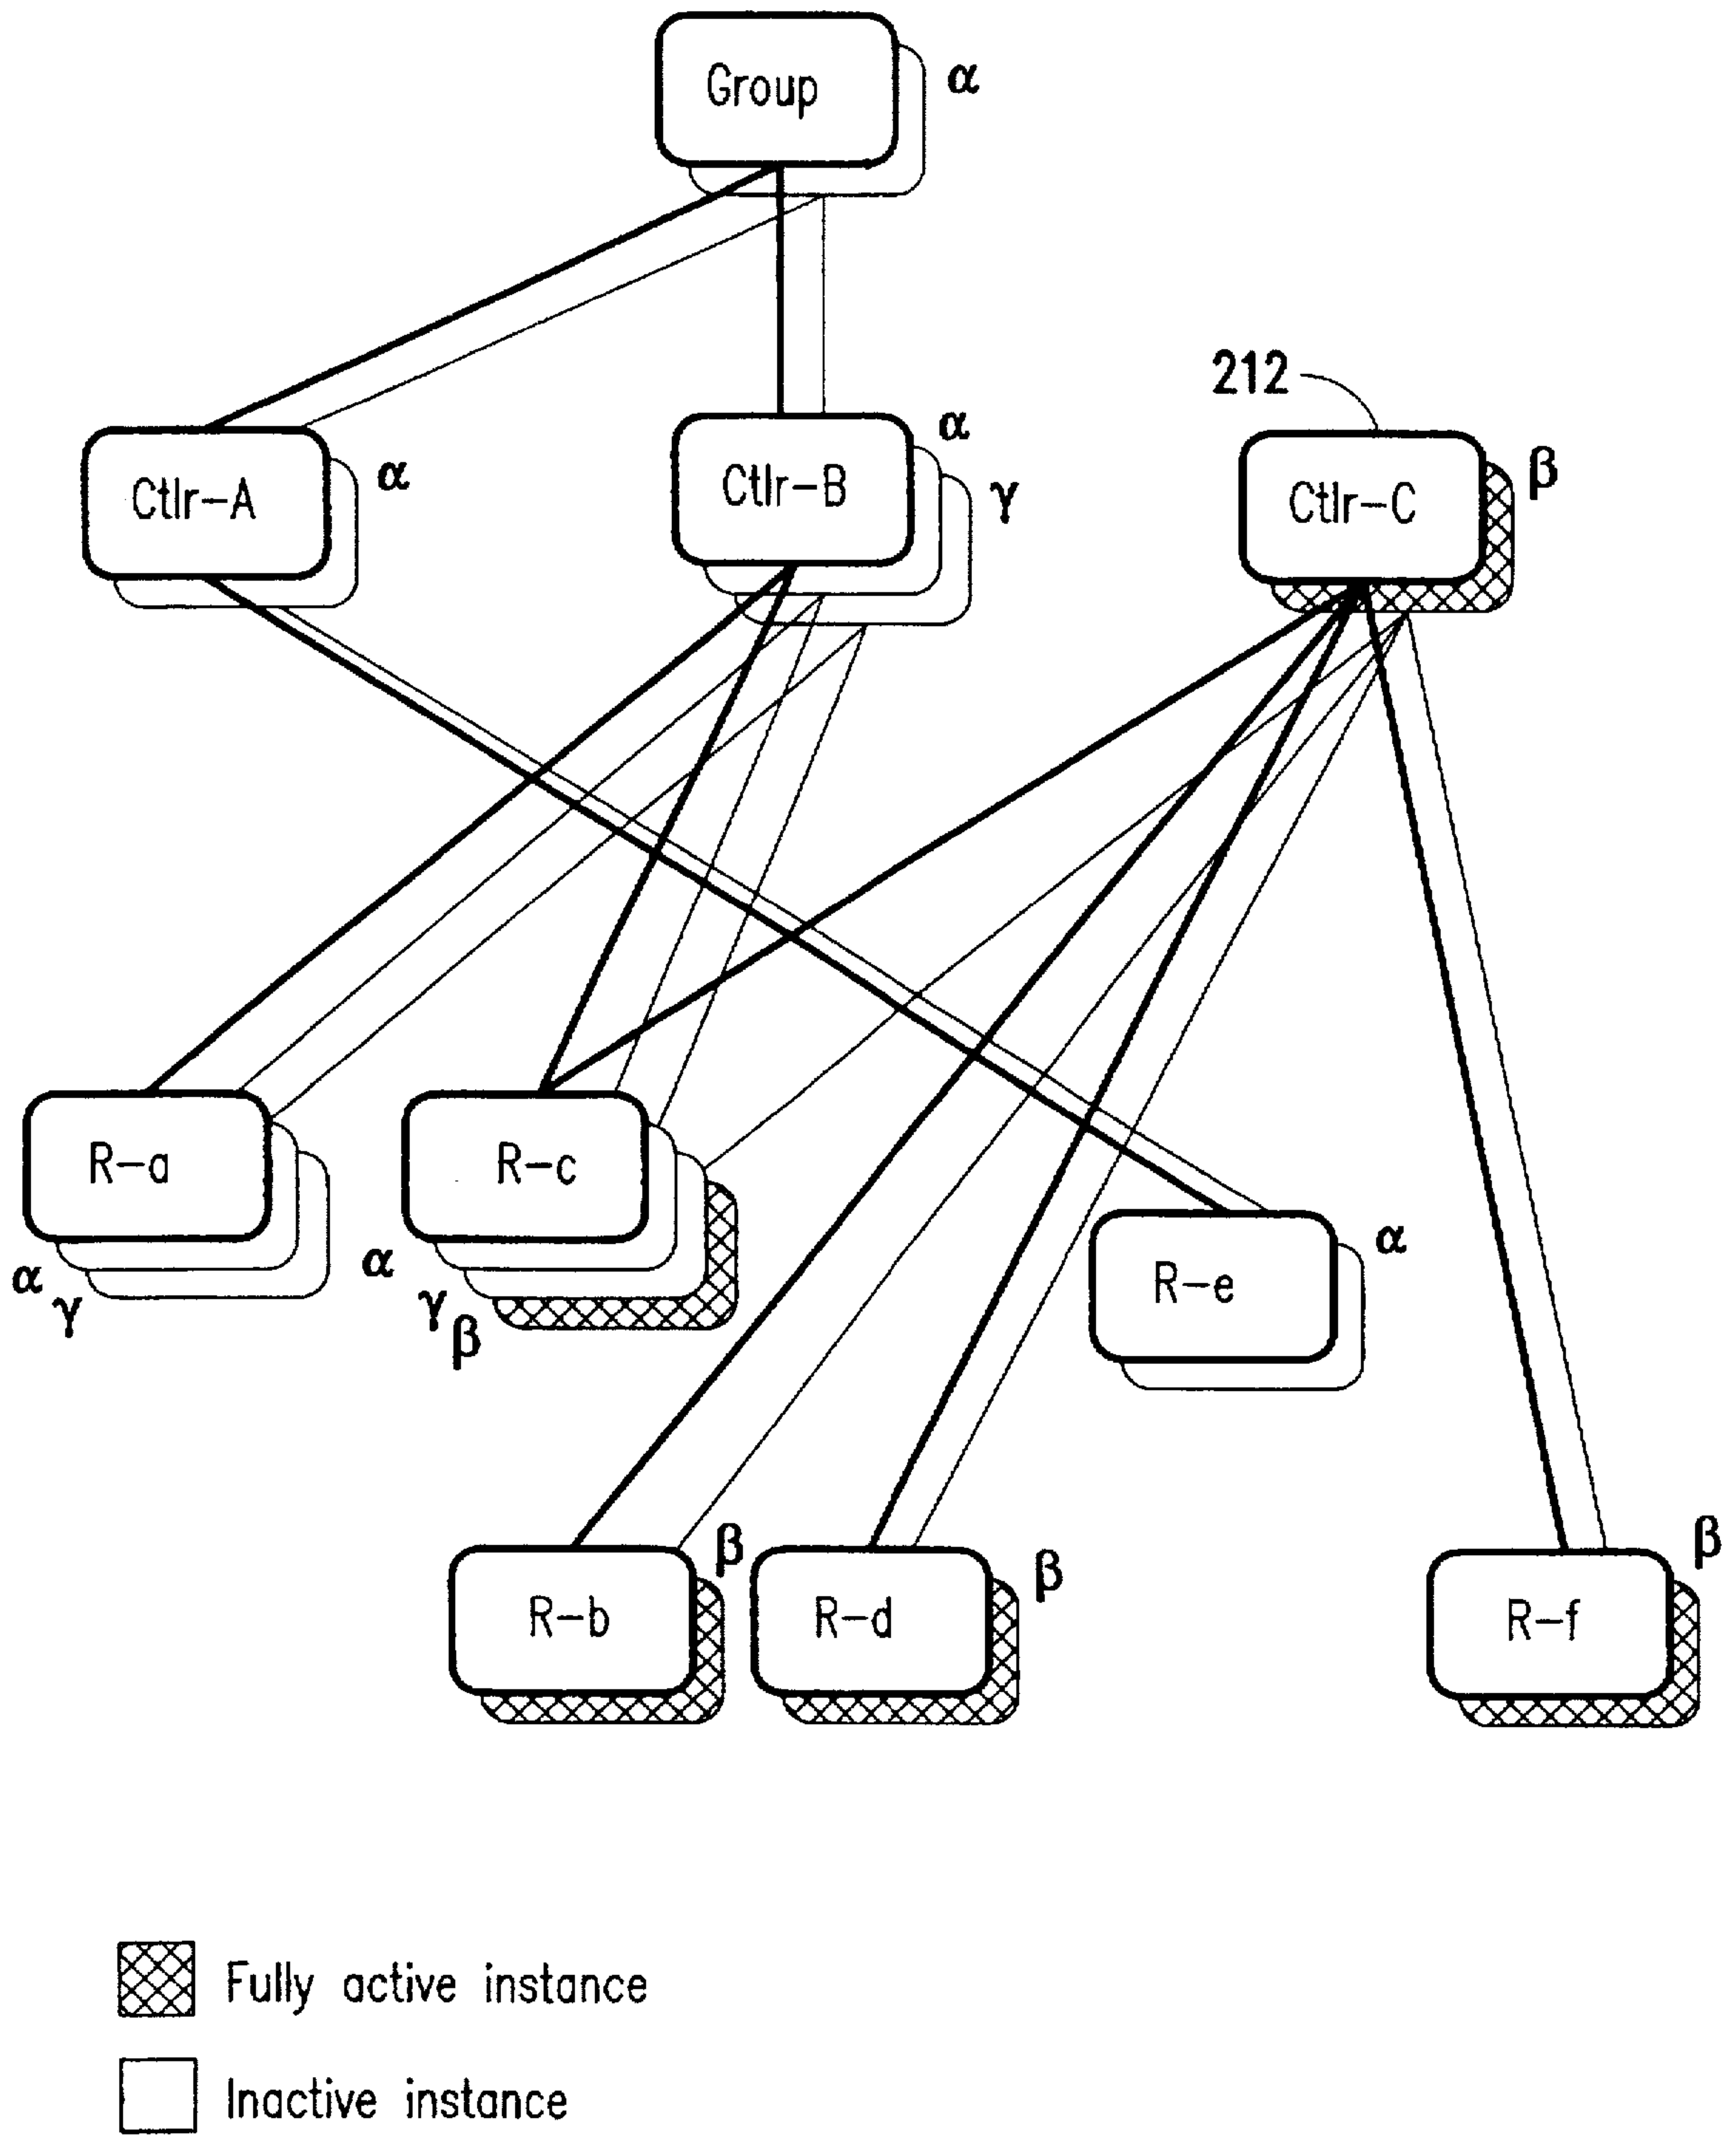 Group
α
212
Ctlr-A
α
Ctlr-B
α
γ
Ctlr-C
β
R-a
α
γ
R-c
α
γ
β
R-e
α
R-b
β
R-d
β
R-f
β
Fully active instance
Inactive instance